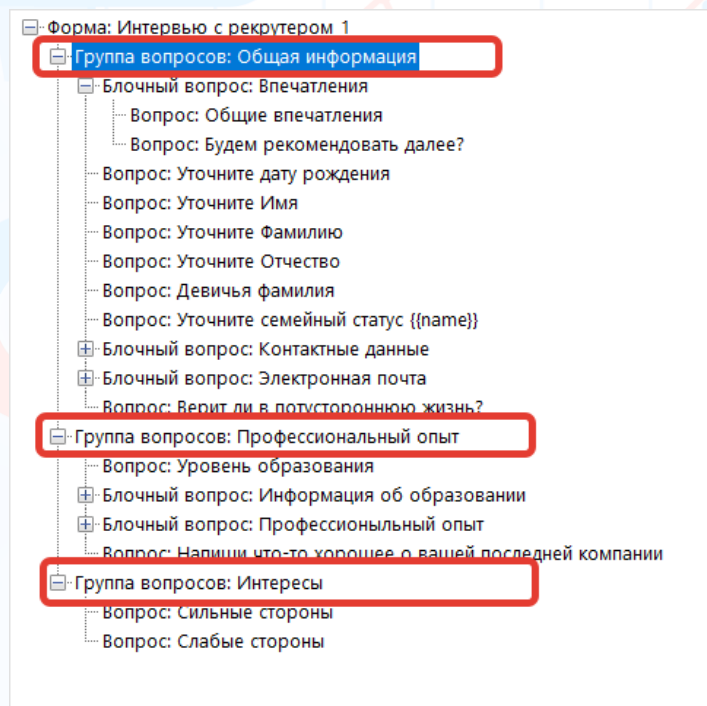 Форма: Интервью с рекрутером 1
Группа вопросов: Общая информация
Блочный вопрос: Впечатления
Вопрос: Общие впечатления
Вопрос: Будем рекомендовать далее?
Вопрос: Уточните дату рождения
Вопрос: Уточните Имя
Вопрос: Уточните Фамилию
Вопрос: Уточните Отчество
Вопрос: Девичья фамилия
Вопрос: Уточните семейный статус {{name}}
Блочный вопрос: Контактные данные
Блочный вопрос: Электронная почта
Вопрос: Верит ли в потустороннюю жизнь?
Группа вопросов: Профессиональный опыт
Вопрос: Уровень образования
Блочный вопрос: Информация об образовании
Блочный вопрос: Профессиныльный опыт
Вопрос: Напиши что-то хорошее о вашей последней компании
Группа вопросов: Интересы
Вопрос: Сильные стороны
Вопрос: Слабые стороны